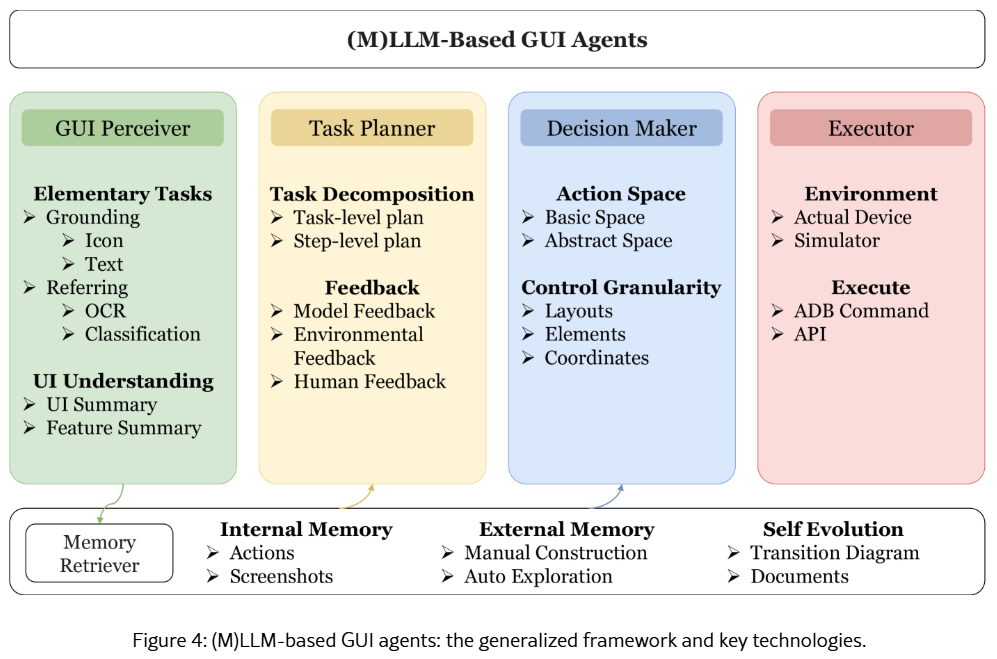 (M)LLM-Based GUI Agents
GUI Perceiver
Elementary Tasks
➢ Grounding
➢ Icon
➢ Text
➢ Referring
➢ OCR
➢ Classification
UI Understanding
➢ UI Summary
➢ Feature Summary
Task Planner
Task Decomposition
➢ Task-level plan
➢ Step-level plan
Feedback
➢ Model Feedback
➢ Environmental
Feedback
➢ Human Feedback
Decision Maker
Action Space
➢ Basic Space
➢ Abstract Space
Control Granularity
➢ Layouts
➢ Elements
➢ Coordinates
Executor
Environment
➢ Actual Device
➢ Simulator
Execute
➢ ADB Command
➢ API
Memory
Retriever
Internal Memory
➢ Actions
➢ Screenshots
External Memory
➢ Manual Construction
➢ Auto Exploration
Self Evolution
➢ Transition Diagram
➢ Documents
Figure 4: (M)LLM-based GUI agents: the generalized framework and key technologies.